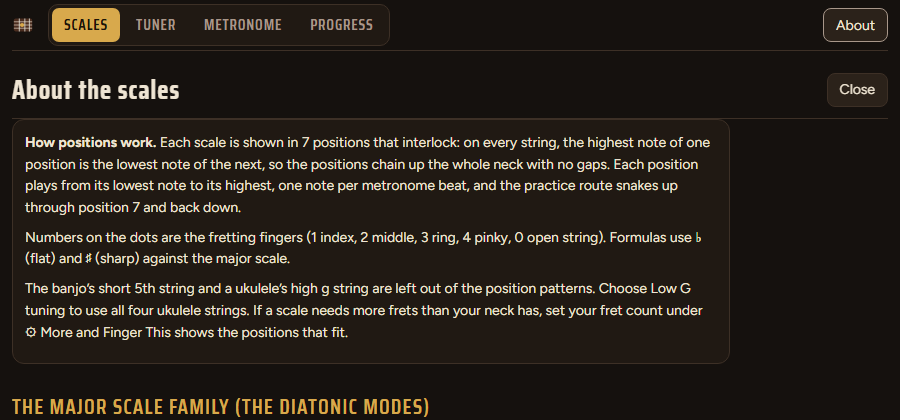 SCALES TUNER METRONOME PROGRESS About
About the scales Close
How positions work. Each scale is shown in 7 positions that interlock: on every string, the highest note of one
position is the lowest note of the next, so the positions chain up the whole neck with no gaps. Each position
plays from its lowest note to its highest, one note per metronome beat, and the practice route snakes up
through position 7 and back down.
Numbers on the dots are the fretting fingers (1 index, 2 middle, 3 ring, 4 pinky, 0 open string). Formulas use ♭
(flat) and ♯ (sharp) against the major scale.
The banjo's short 5th string and a ukulele's high g string are left out of the position patterns. Choose Low G
tuning to use all four ukulele strings. If a scale needs more frets than your neck has, set your fret count under
⚙ More and Finger This shows the positions that fit.
THE MAJOR SCALE FAMILY (THE DIATONIC MODES)